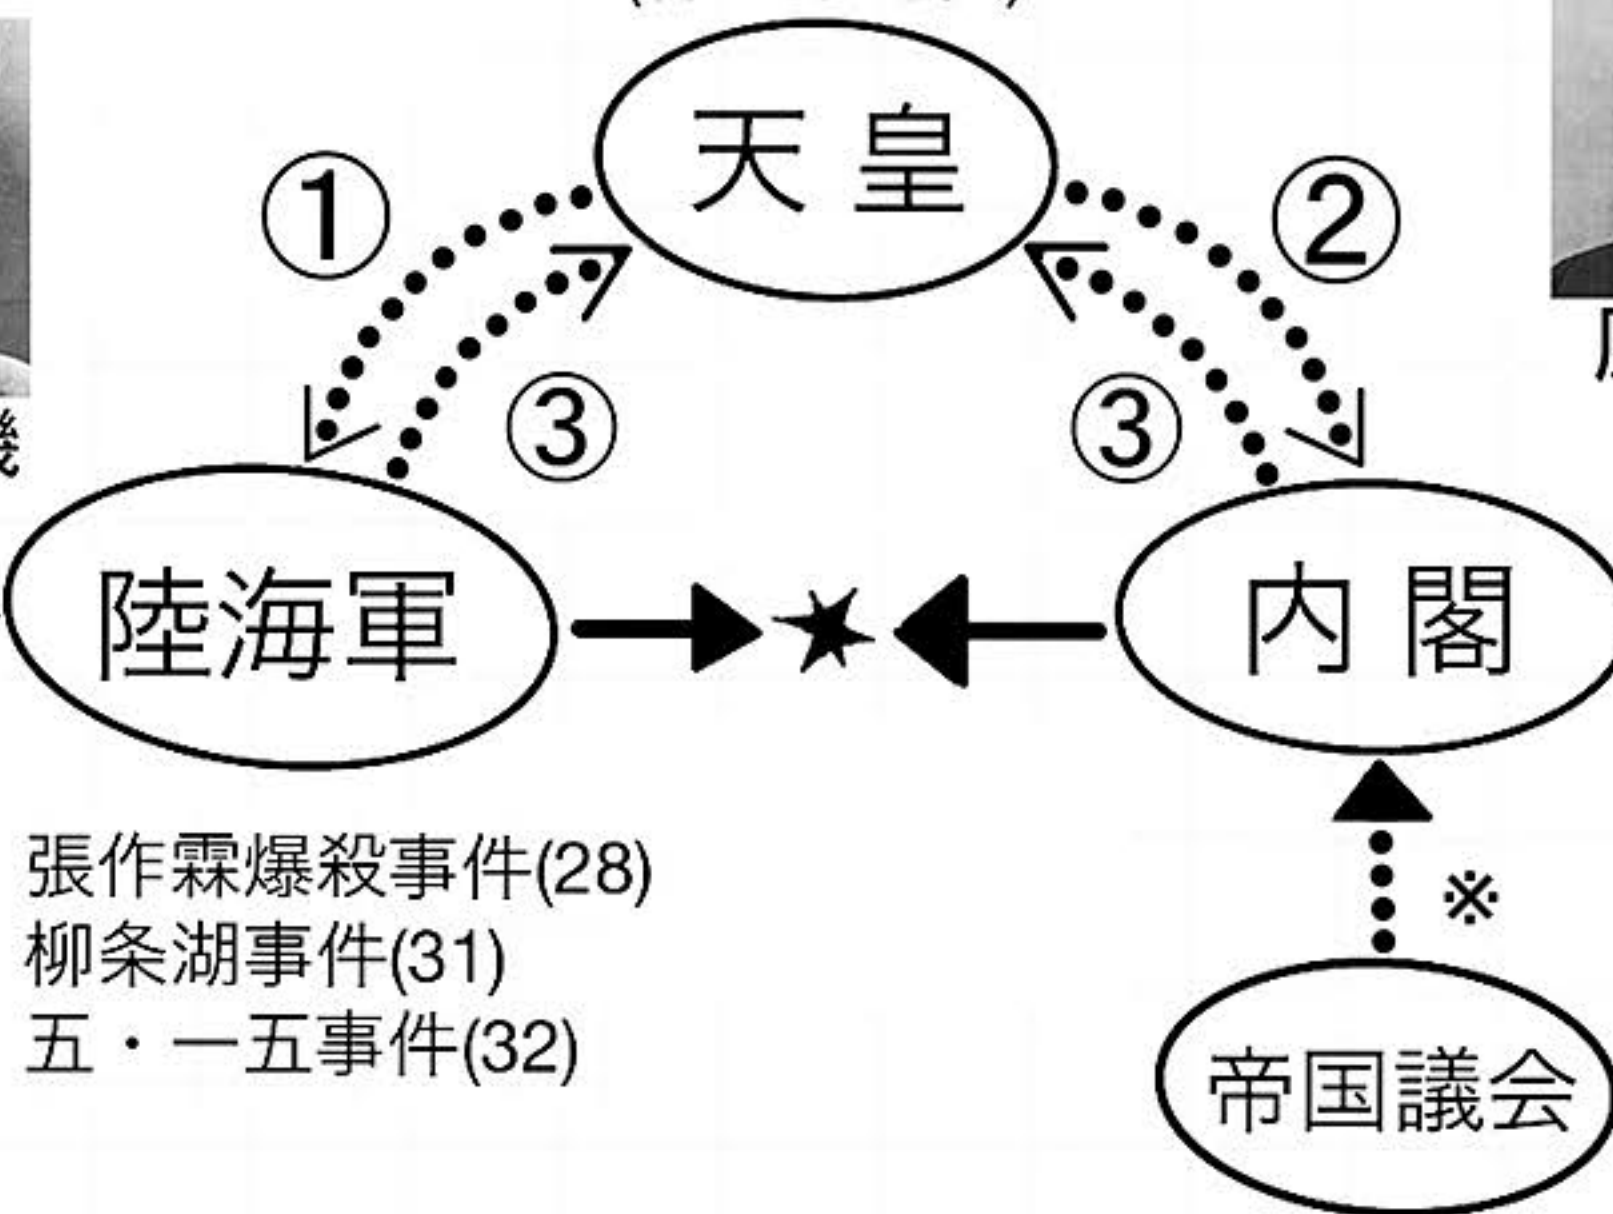 天皇
①
②
③
③
陸海軍
内閣
張作霖爆殺事件(28)
柳条湖事件(31)
五・一五事件(32)
※
帝国議会